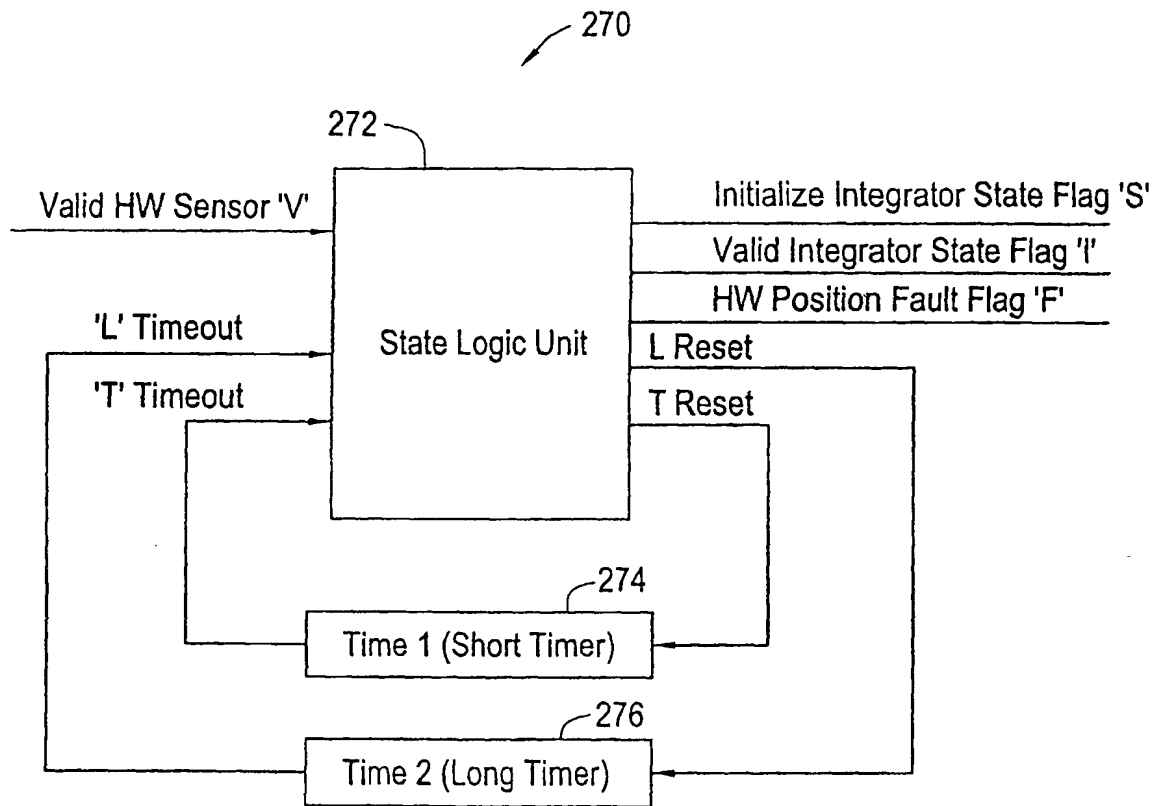 270
272
Valid HW Sensor 'V'
Initialize Integrator State Flag 'S'
Valid Integrator State Flag 'I'
HW Position Fault Flag 'F'
'L' Timeout
State Logic Unit
L Reset
'T' Timeout
T Reset
274
Time 1 (Short Timer)
276
Time 2 (Long Timer)